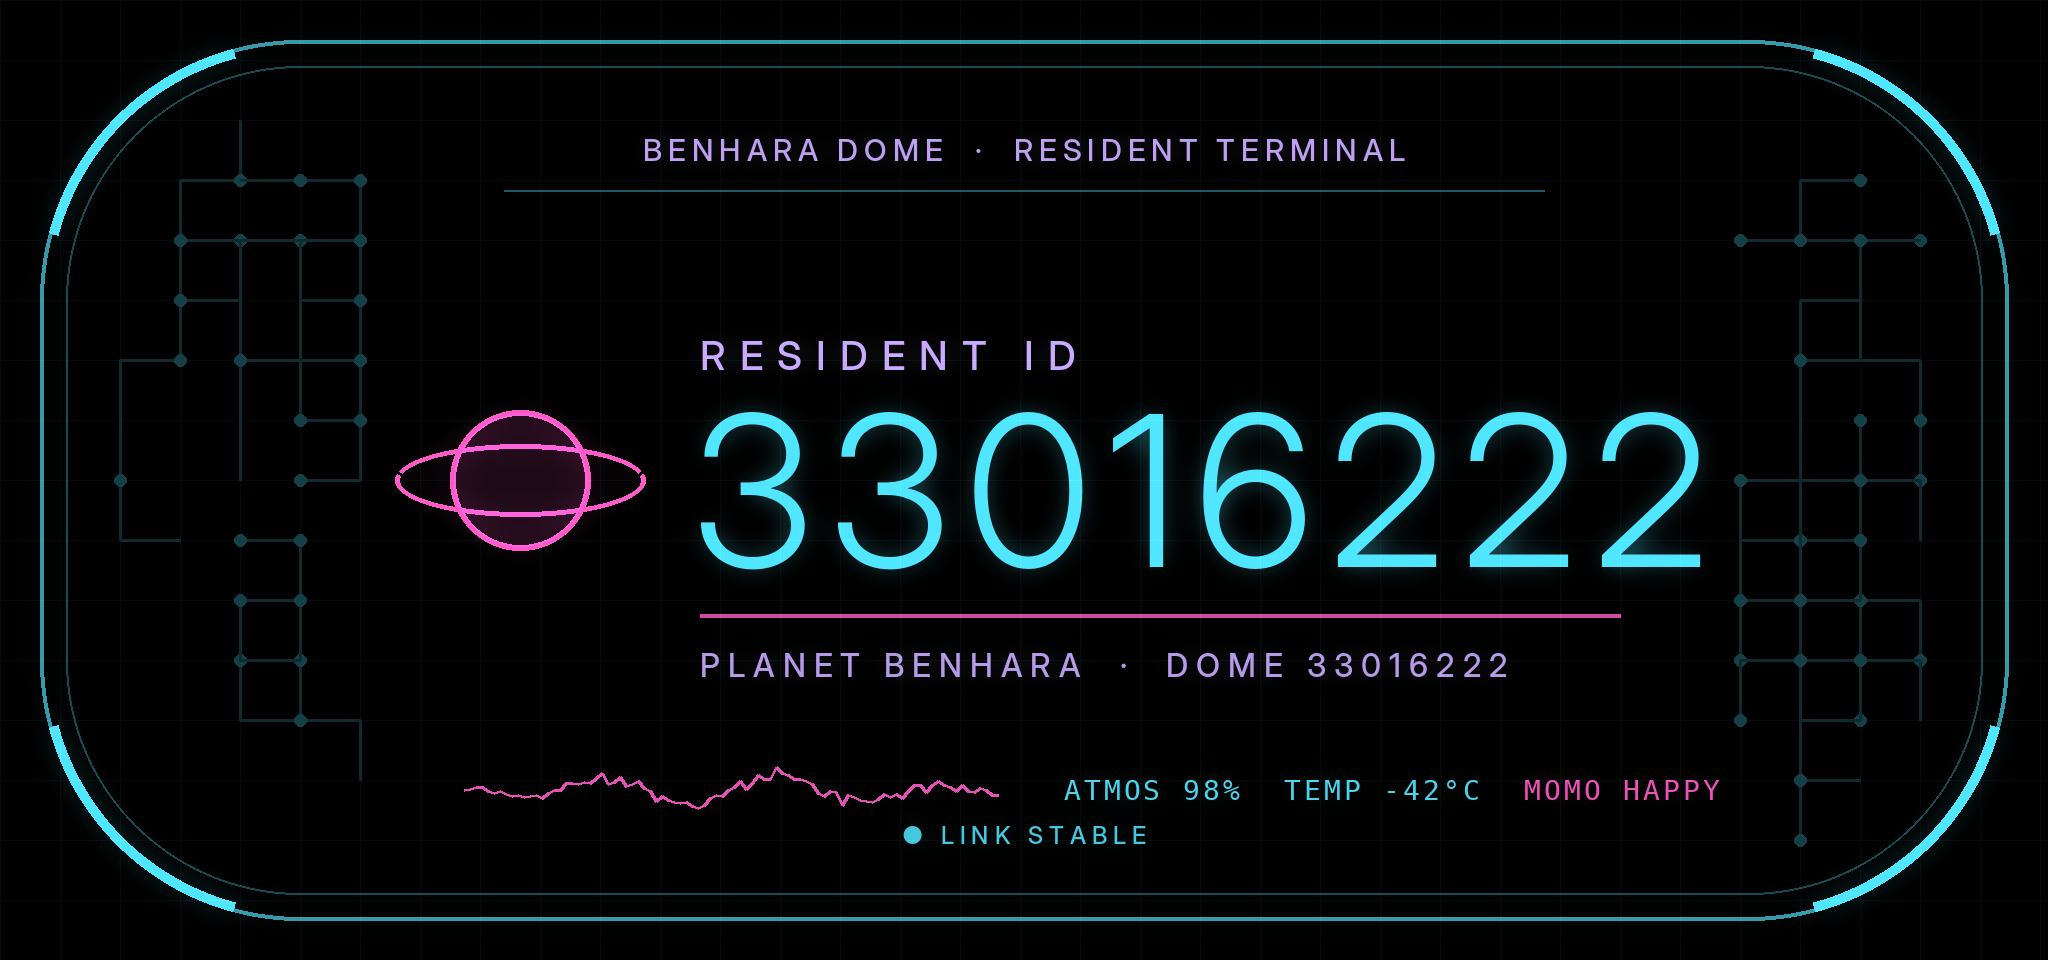 BENHARA DOME · RESIDENT TERMINAL
RESIDENT ID
33016222
PLANET BENHARA · DOME 33016222
ATMOS 98% TEMP -42°C MOMO HAPPY
LINK STABLE